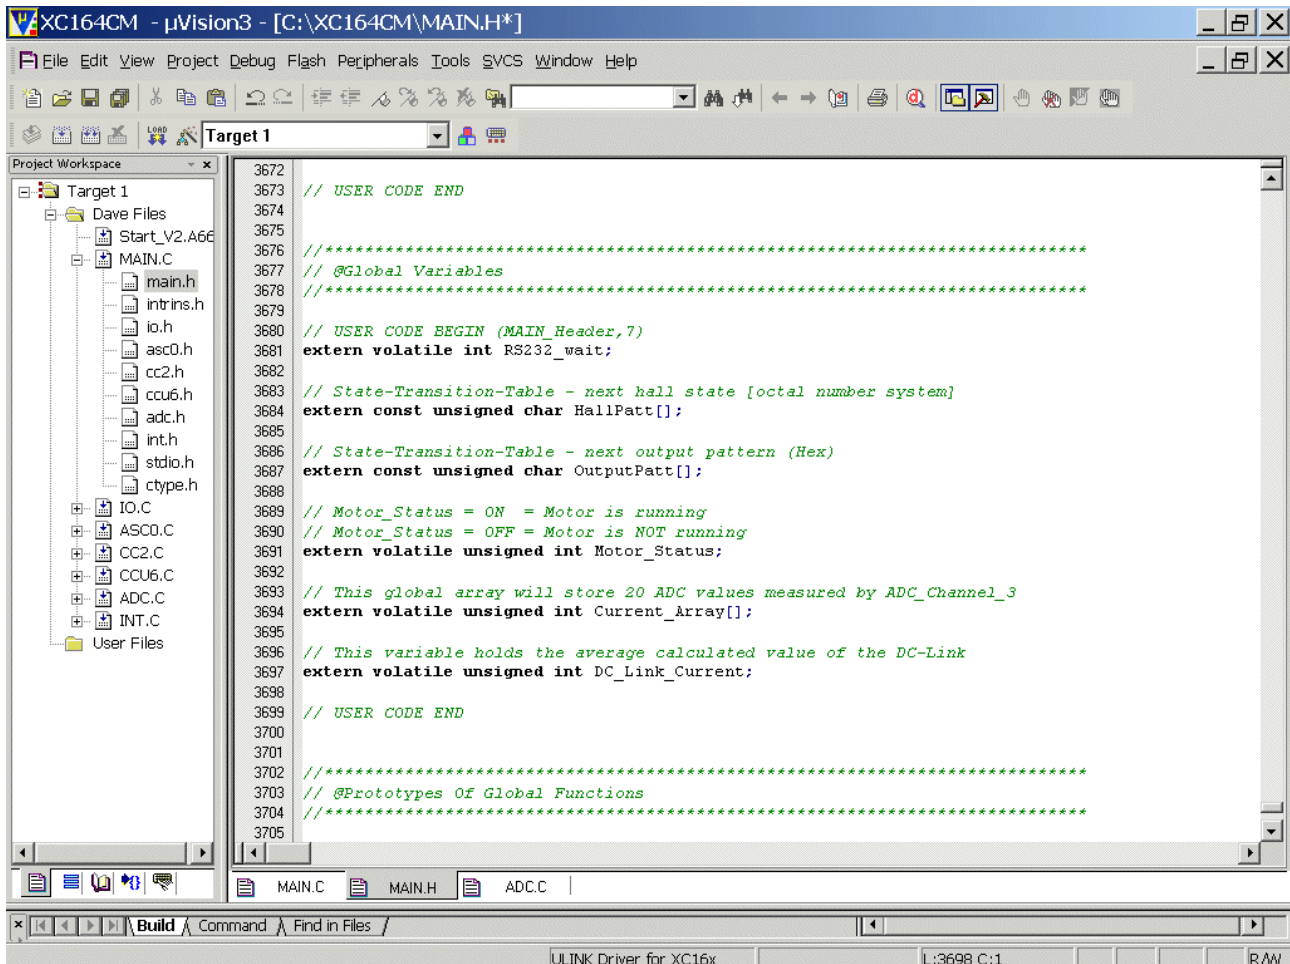 XC164CM - µVision3 - [C:\XC164CM\MAIN.H*]
File Edit View Project Debug Flash Peripherals Tools SVCS Window Help
LOAD Target 1
Project Workspace
Target 1
Dave Files
Start_V2.A66
MAIN.C
main.h
intrins.h
io.h
asc0.h
cc2.h
ccu6.h
adc.h
int.h
stdio.h
ctype.h
IO.C
ASC0.C
CC2.C
CCU6.C
ADC.C
INT.C
User Files
3672
3673 // USER CODE END
3674
3675
3676 //****************************************************************************
3677 // @Global Variables
3678 //****************************************************************************
3679
3680 // USER CODE BEGIN (MAIN_Header,7)
3681 extern volatile int RS232_wait;
3682
3683 // State-Transition-Table - next hall state [octal number system]
3684 extern const unsigned char HallPatt[];
3685
3686 // State-Transition-Table - next output pattern (Hex)
3687 extern const unsigned char OutputPatt[];
3688
3689 // Motor_Status = ON  = Motor is running
3690 // Motor_Status = OFF = Motor is NOT running
3691 extern volatile unsigned int Motor_Status;
3692
3693 // This global array will store 20 ADC values measured by ADC_Channel_3
3694 extern volatile unsigned int Current_Array[];
3695
3696 // This variable holds the average calculated value of the DC-Link
3697 extern volatile unsigned int DC_Link_Current;
3698
3699 // USER CODE END
3700
3701
3702 //****************************************************************************
3703 // @Prototypes Of Global Functions
3704 //****************************************************************************
3705
MAIN.C MAIN.H ADC.C
Build Command Find in Files
ULINK Driver for XC16x L:3698 C:1 R/W